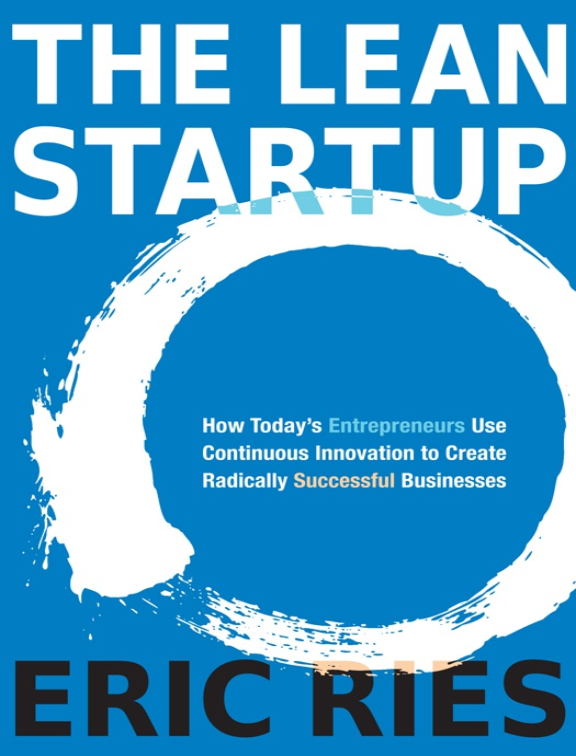 THE LEAN
STARTUP
How Today's Entrepreneurs Use
Continuous Innovation to Create
Radically Successful Businesses
ERIC RIES